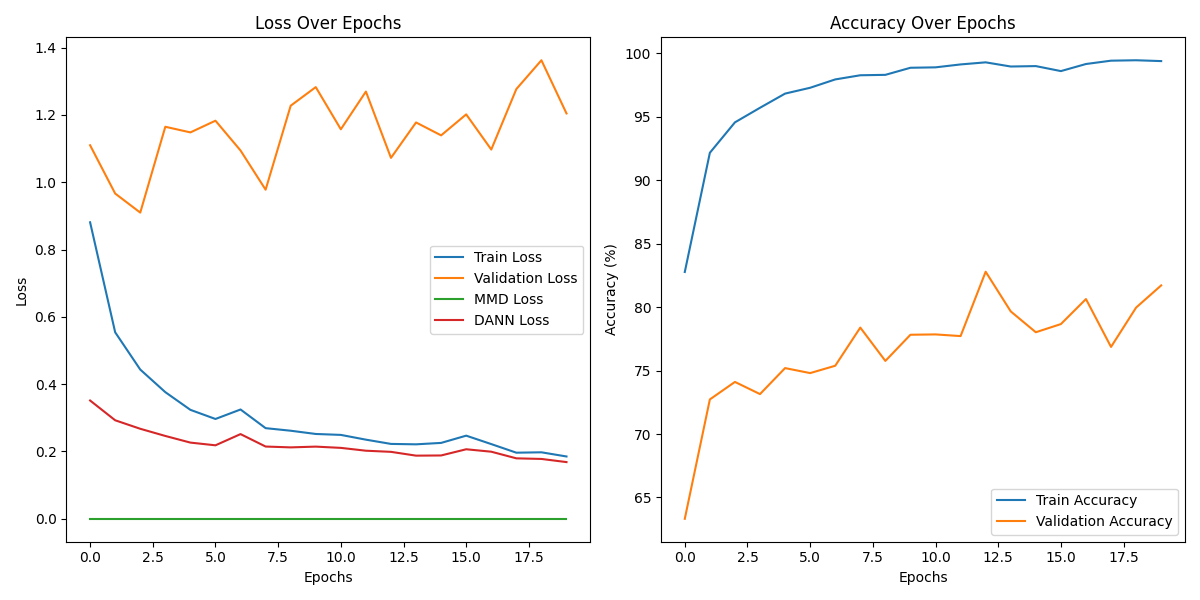 Loss Over Epochs
1.4
1.2
1.0
0.8
0.6
0.4
0.2
0.0
Loss
0.0 2.5 5.0 7.5 10.0 12.5 15.0 17.5
Epochs
Train Loss
Validation Loss
MMD Loss
DANN Loss
Accuracy Over Epochs
100
95
90
85
80
75
70
65
Accuracy (%)
0.0 2.5 5.0 7.5 10.0 12.5 15.0 17.5
Epochs
Train Accuracy
Validation Accuracy